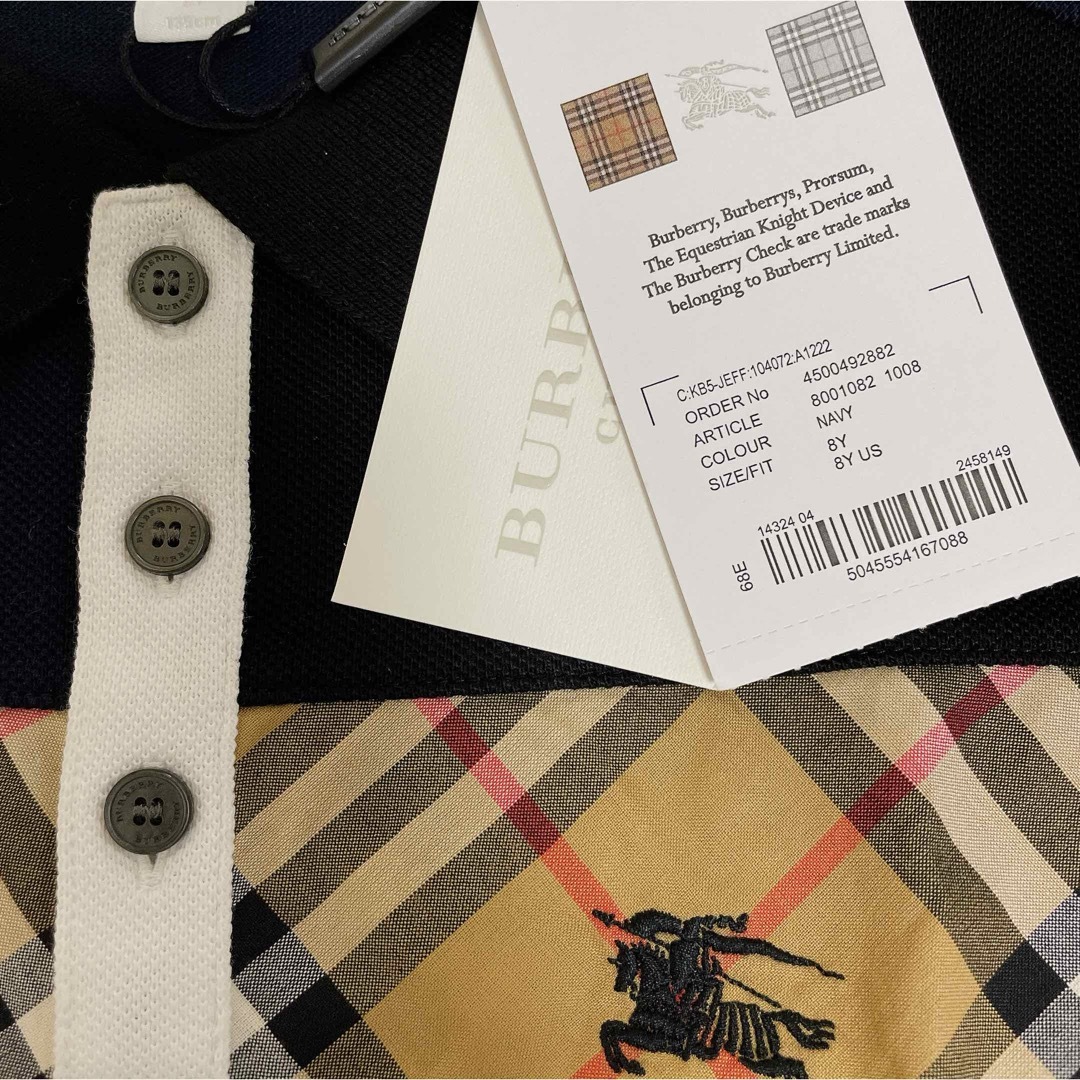 Burberry, Burberrys, Prorsum,
The Equestrian Knight Device and
The Burberry Check are trade marks
belonging to Burberry Limited.
C:KB5-JEFF:104072:A1222
ORDER No 4500492882
ARTICLE 8001082 1008
COLOUR NAVY
SIZE/FIT 8Y
8Y US
2458149
14324 04
68E
5045554167088
BURBERRY
BURBERRY
BURBERRY
BURBERRY
BURBERRY
BURBERRY